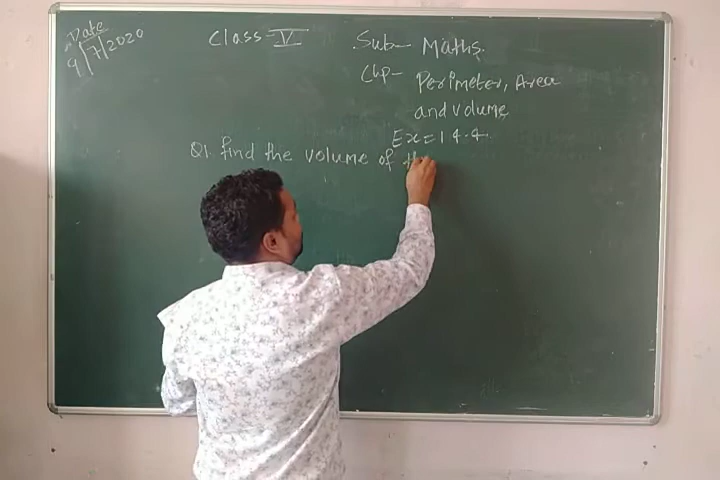 Date
9/7/2020
Class-V
Sub- Maths.
Chp- Perimeter, Area
and volume
Ex=14.4.
Q1. find the volume of th